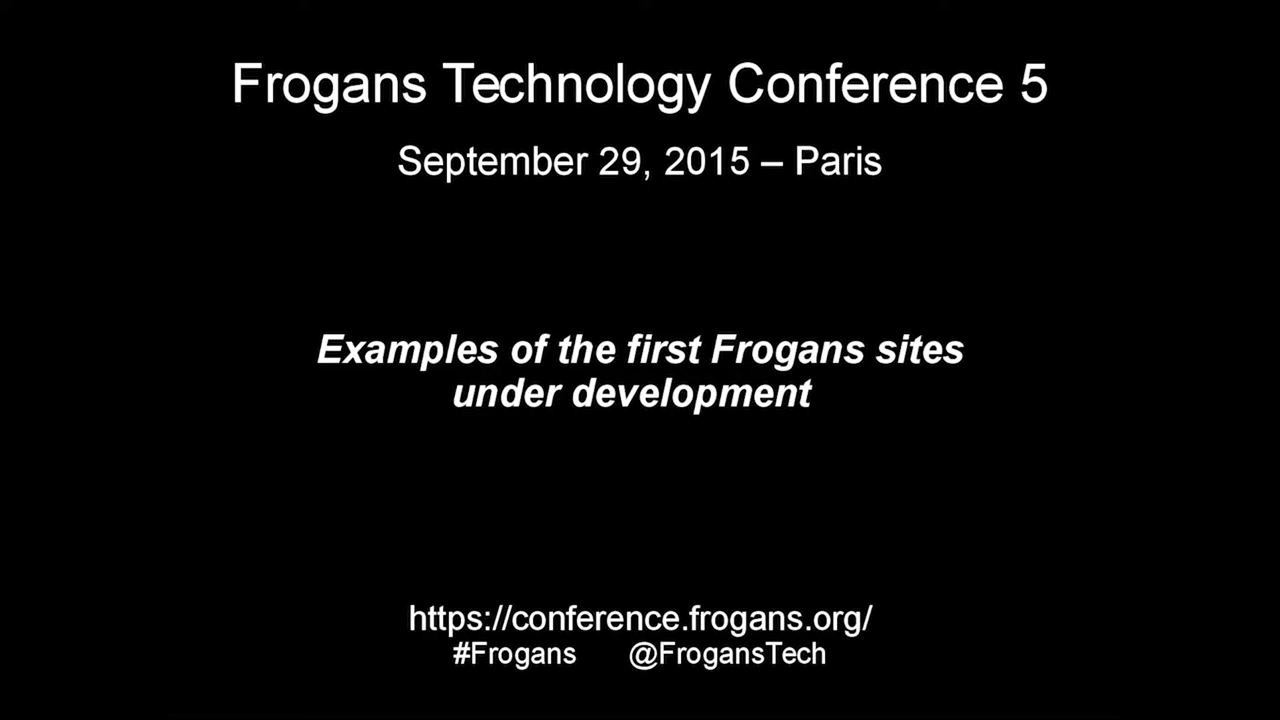 Frogans Technology Conference 5
September 29, 2015 – Paris
Examples of the first Frogans sites
under development
https://conference.frogans.org/
#Frogans @FrogansTech